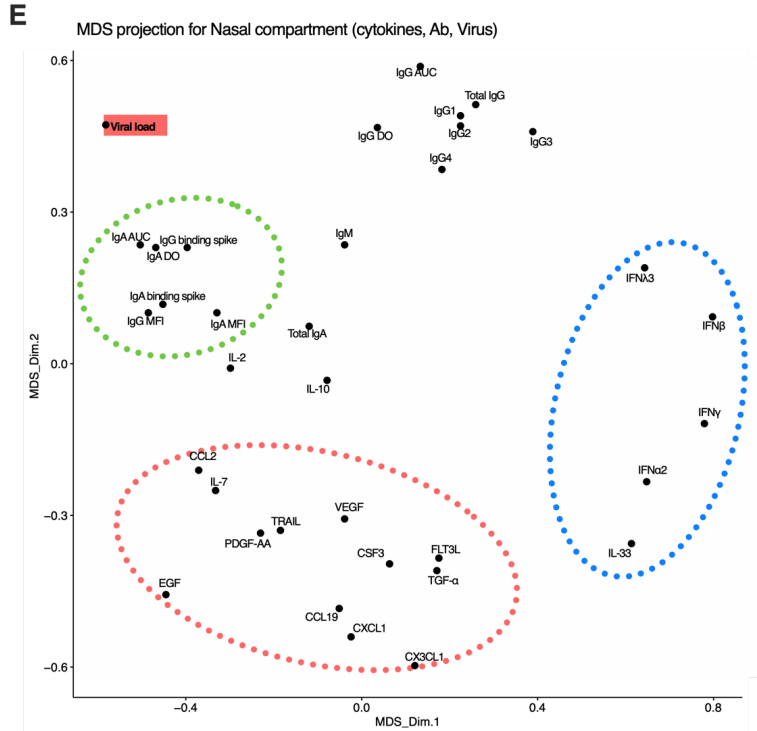 E
MDS projection for Nasal compartment (cytokines, Ab, Virus)
0.6
IgG AUC
Total IgG
IgG1
Viral load
IgG DO
IgG2
IgG3
IgG4
0.3
IgM
IgA AUC
IgG binding spike
IgA DO
IFNλ3
IgA binding spike
IgG MFI
IgA MFI
IFNβ
Total IgA
0.0
IL-2
IL-10
MDS_Dim.2
IFNγ
CCL2
IFNα2
IL-7
VEGF
−0.3
TRAIL
PDGF-AA
CSF3
FLT3L
IL-33
EGF
TGF-α
CCL19
CXCL1
CX3CL1
−0.6
−0.4
0.0
0.4
0.8
MDS_Dim.1